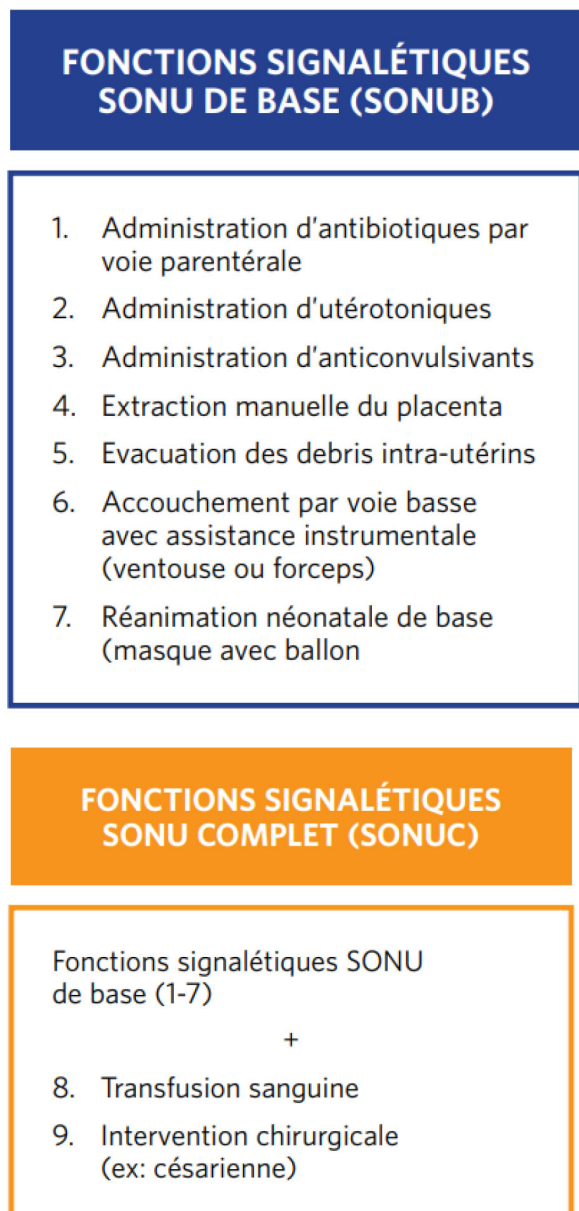 FONCTIONS SIGNALÉTIQUES
SONU DE BASE (SONUB)
1. Administration d'antibiotiques par
voie parentérale
2. Administration d'utérotoniques
3. Administration d'anticonvulsivants
4. Extraction manuelle du placenta
5. Evacuation des debris intra-utérins
6. Accouchement par voie basse
avec assistance instrumentale
(ventouse ou forceps)
7. Réanimation néonatale de base
(masque avec ballon
FONCTIONS SIGNALÉTIQUES
SONU COMPLET (SONUC)
Fonctions signalétiques SONU
de base (1-7)
+
8. Transfusion sanguine
9. Intervention chirurgicale
(ex: césarienne)